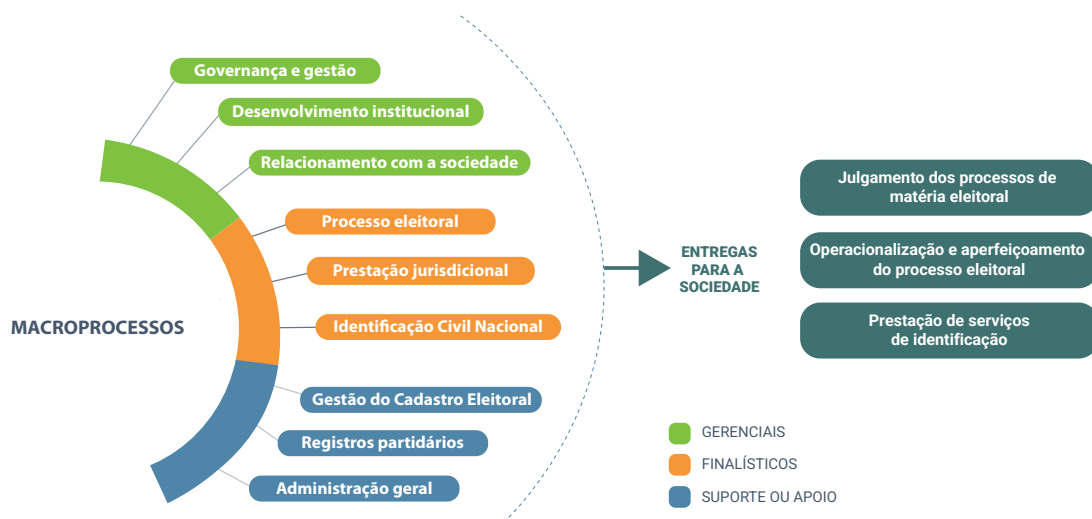 Governança e gestão
Desenvolvimento institucional
Relacionamento com a sociedade
Processo eleitoral
Prestação jurisdicional
MACROPROCESSOS
Identificação Civil Nacional
Gestão do Cadastro Eleitoral
Registros partidários
Administração geral
ENTREGAS
PARA A
SOCIEDADE
Julgamento dos processos de
matéria eleitoral
Operacionalização e aperfeiçoamento
do processo eleitoral
Prestação de serviços
de identificação
GERENCIAIS
FINALÍSTICOS
SUPORTE OU APOIO